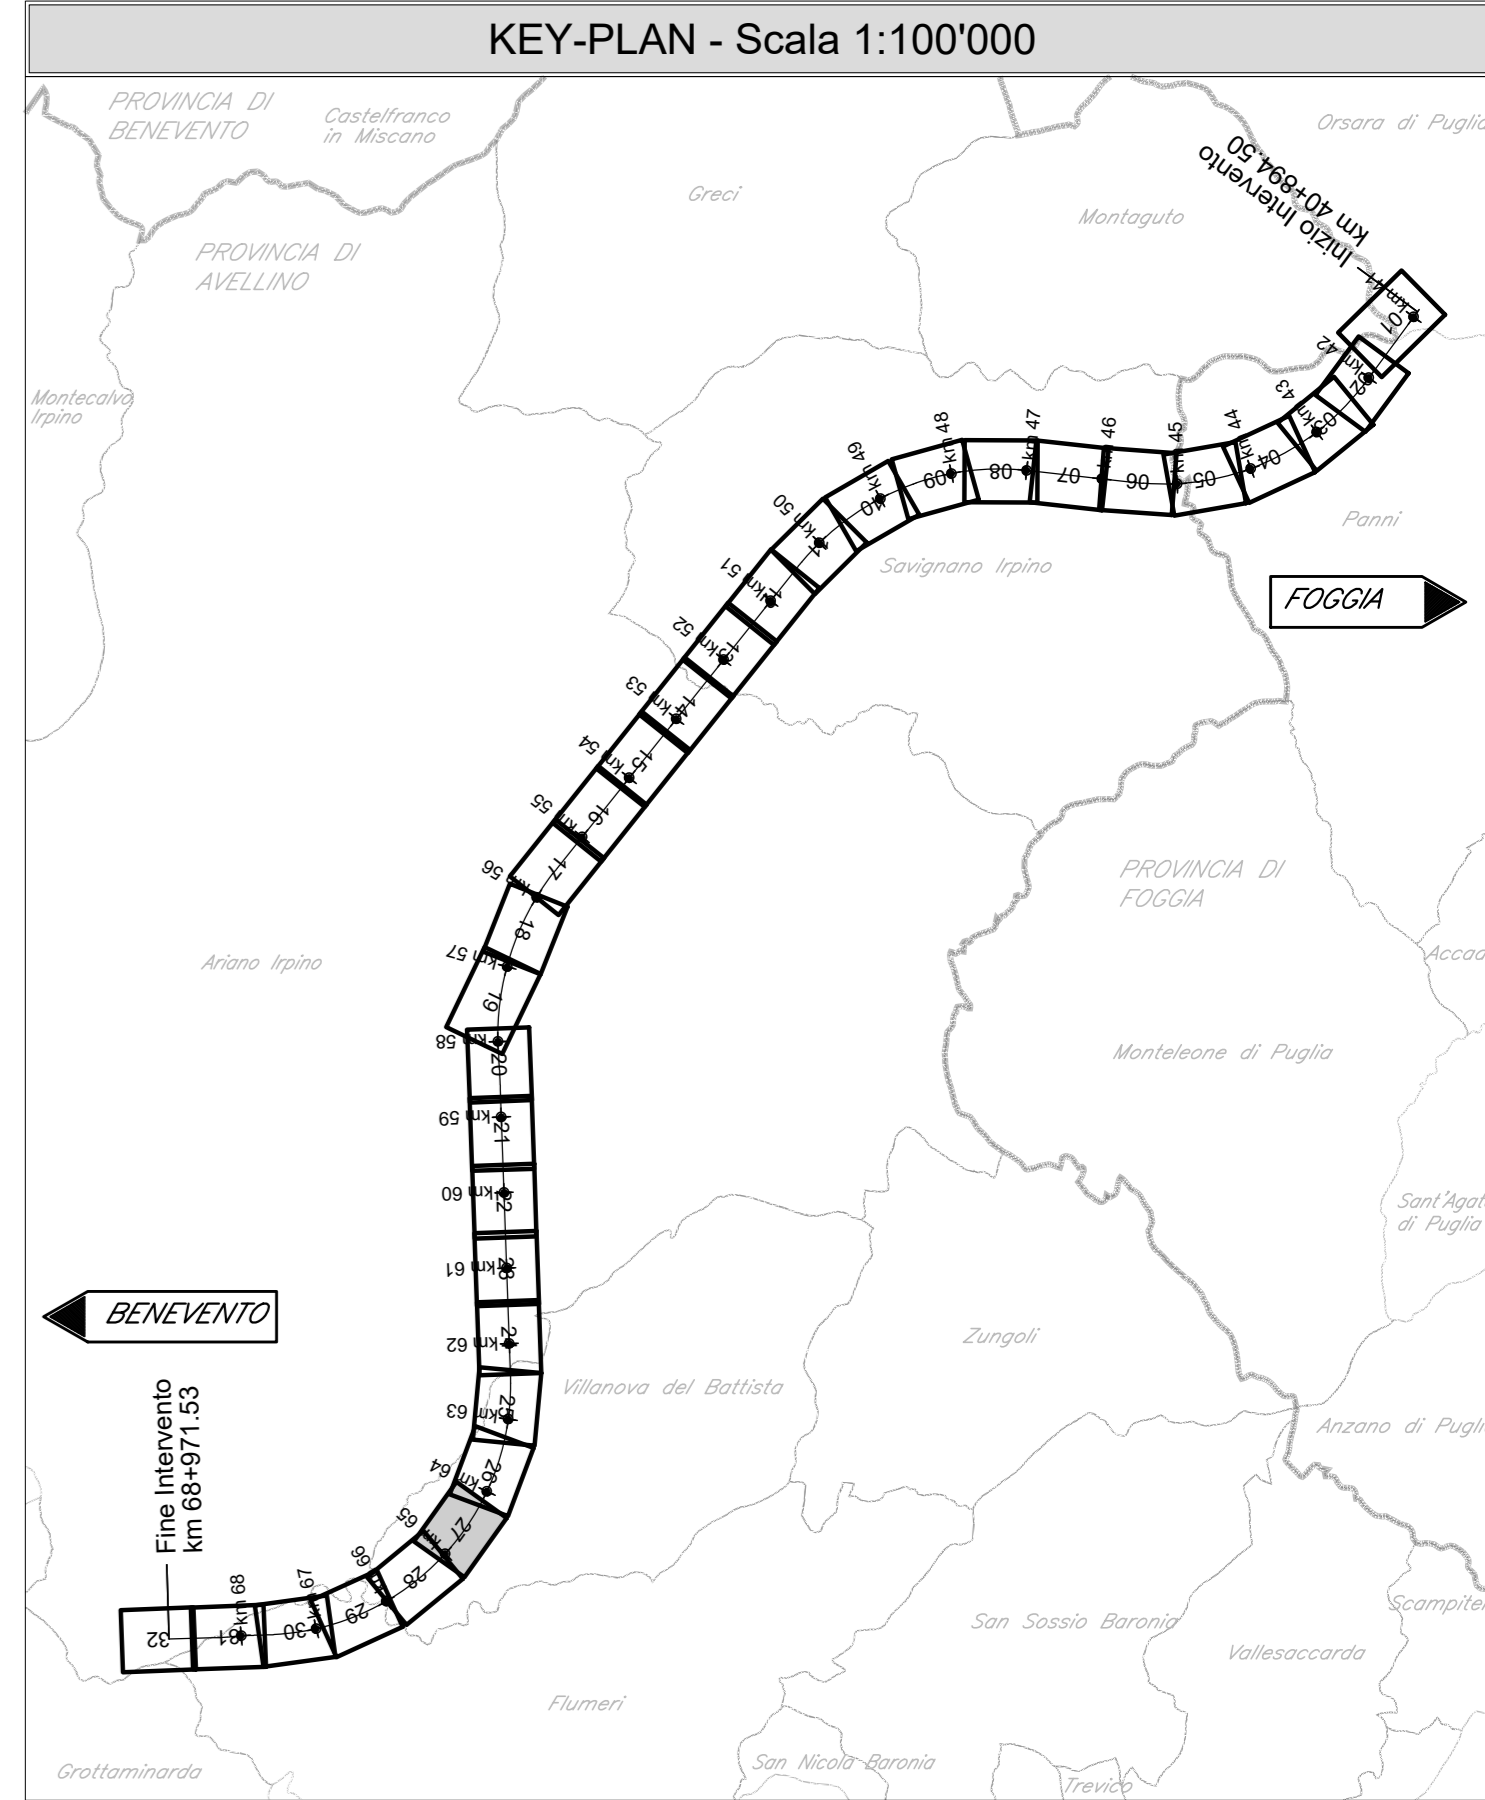 KEY-PLAN - Scala 1:100'000
PROVINCIA DI
BENEVENTO
Castelfranco
in Miscano
Orsara di Puglia
Greci
Montaguto
Inizio Intervento
km 40+894.50
PROVINCIA DI
AVELLINO
Montecalvo
Irpino
km 41
01
km 42
02
km 43
03
km 44
04
km 45
05
km 46
06
km 47
07
km 48
08
km 49
09
km 50
10
km 51
11
km 52
12
km 53
13
km 54
14
km 55
15
km 56
16
km 57
17
Panni
Savignano Irpino
FOGGIA
PROVINCIA DI
FOGGIA
18
Ariano Irpino
Accad
19
km 58
20
Monteleone di Puglia
km 59
21
km 60
22
Sant'Agat
di Puglia
km 61
23
BENEVENTO
km 62
24
Zungoli
Villanova del Battista
km 63
25
Fine Intervento
km 68+971.53
Anzano di Pugli
km 64
26
km 65
27
km 66
28
km 67
29
km 68
30
31
32
San Sossio Baronia
Scampite
Vallesaccarda
Flumeri
San Nicola Baronia
Grottaminarda
Trevico